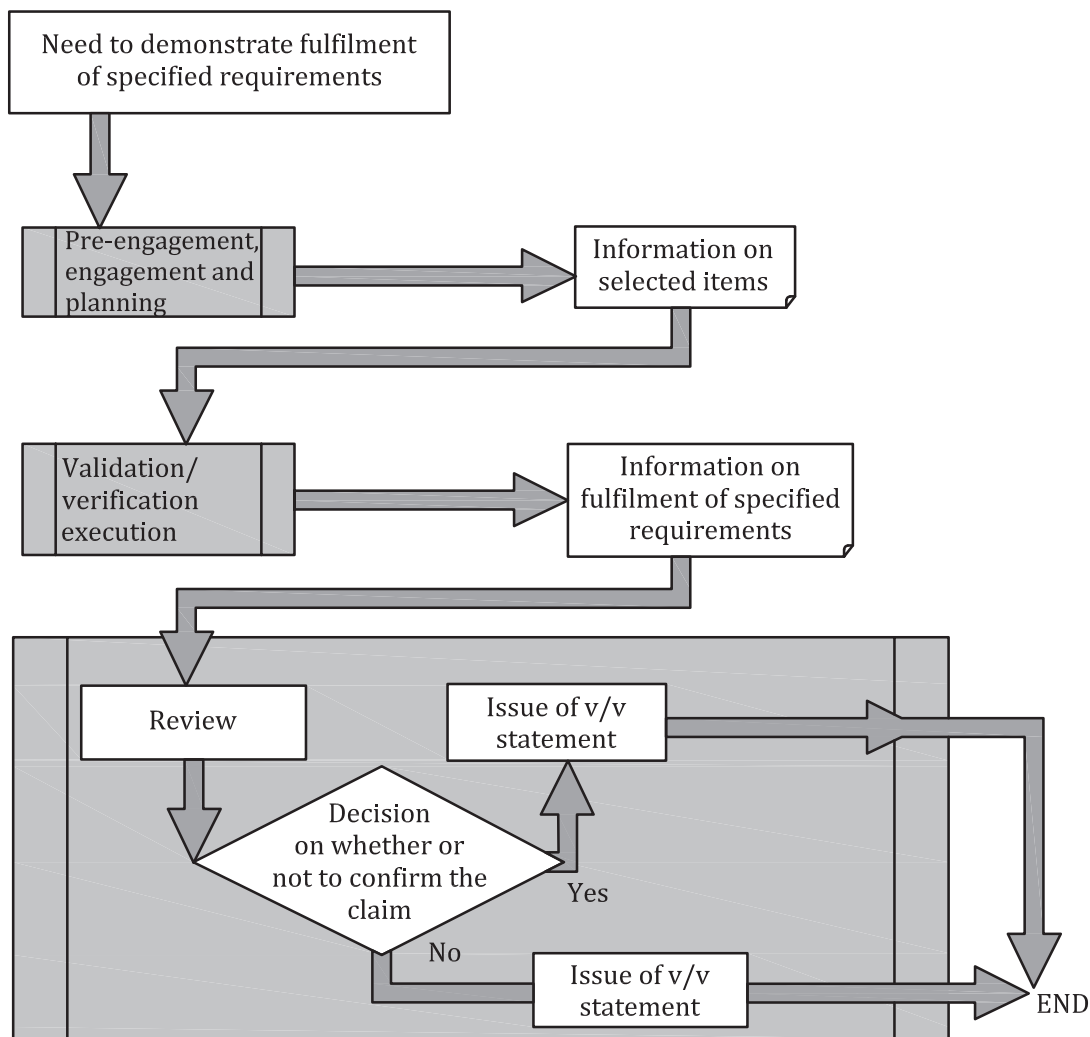 Need to demonstrate fulfilment
of specified requirements
Pre-engagement,
engagement and
planning
Information on
selected items
Validation/
verification
execution
Information on
fulfilment of specified
requirements
Review
Issue of v/v
statement
Decision
on whether or
not to confirm the
claim
Yes
No
Issue of v/v
statement
END